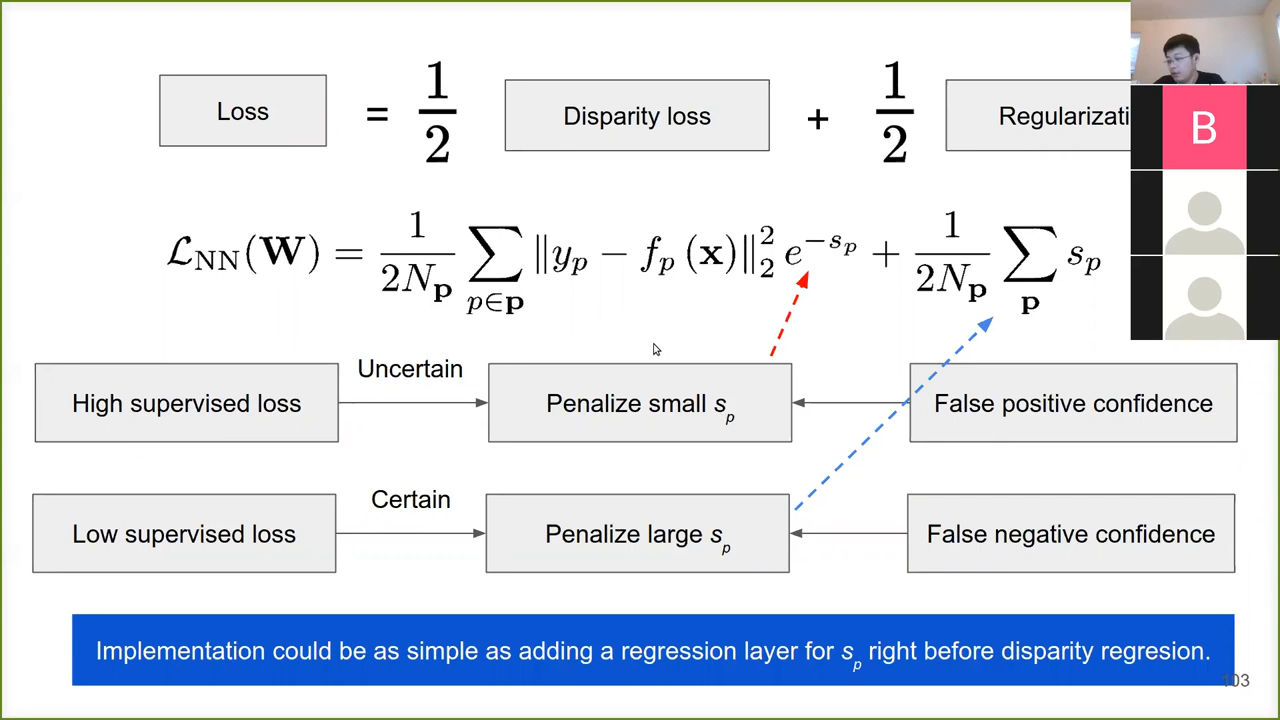 Loss = 1/2 Disparity loss + 1/2 Regularizati
B
ℒ_NN(𝐖) = 1/(2N_𝐩) ∑_{p∈𝐩} ‖y_p − f_p(𝐱)‖₂² e^{−s_p} + 1/(2N_𝐩) ∑_𝐩 s_p
Uncertain
High supervised loss
Penalize small s_p
False positive confidence
Certain
Low supervised loss
Penalize large s_p
False negative confidence
Implementation could be as simple as adding a regression layer for s_p right before disparity regresion.
103